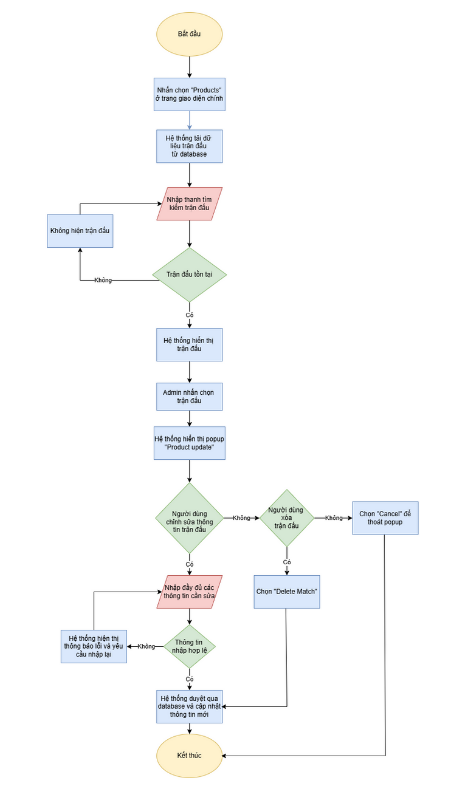 Bắt đầu
Nhấn chọn "Products"
ở trang giao diện chính
Hệ thống tải dữ
liệu trận đấu
từ database
Nhập thanh tìm
kiếm trận đấu
Không hiện trận đấu
Trận đấu tồn tại
Không
Có
Hệ thống hiển thị
trận đấu
Admin nhấn chọn
trận đấu
Hệ thống hiển thị popup
"Product update"
Người dùng
chỉnh sửa thông
tin trận đấu
Không
Người dùng
xóa
trận đấu
Không
Chọn "Cancel" để
thoát popup
Có
Có
Nhập đầy đủ các
thông tin cần sửa
Chọn "Delete Match"
Hệ thống hiện thị
thông báo lỗi và yêu
cầu nhập lại
Không
Thông tin
nhập hợp lệ
Có
Hệ thống duyệt qua
database và cập nhật
thông tin mới
Kết thúc